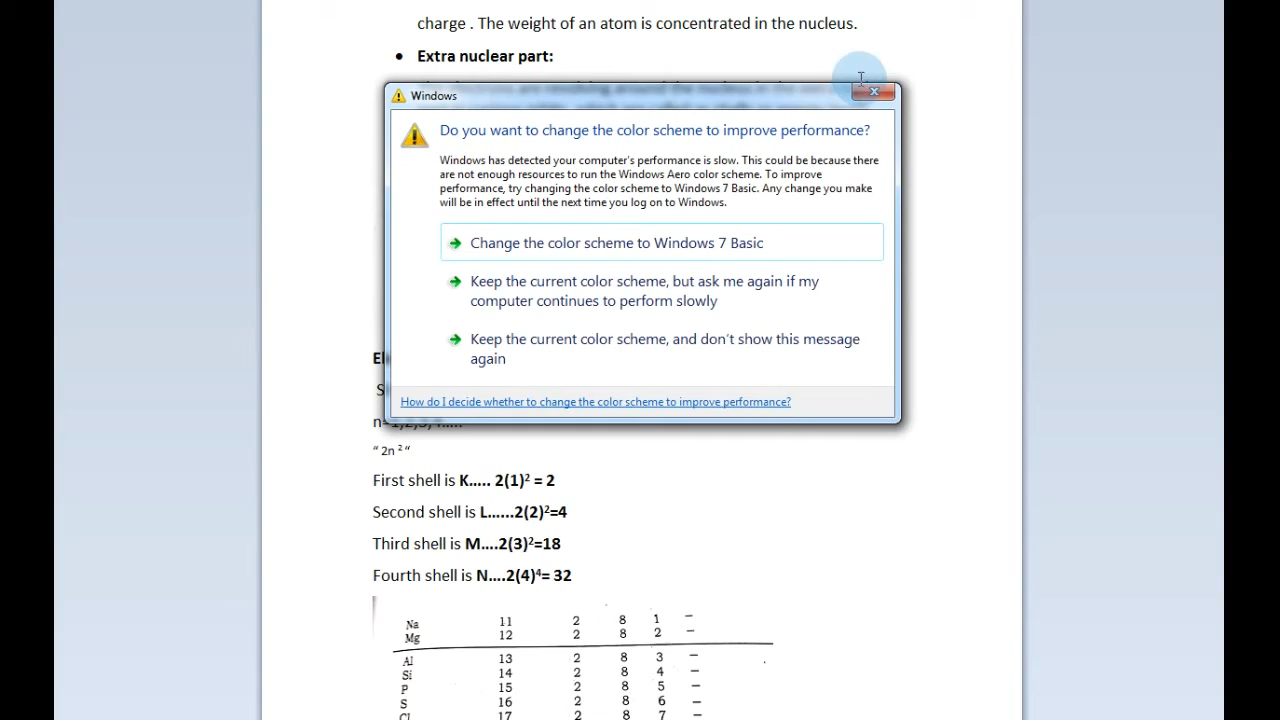 charge . The weight of an atom is concentrated in the nucleus.
• Extra nuclear part:
Windows
Do you want to change the color scheme to improve performance?
Windows has detected your computer's performance is slow. This could be because there
are not enough resources to run the Windows Aero color scheme. To improve
performance, try changing the color scheme to Windows 7 Basic. Any change you make
will be in effect until the next time you log on to Windows.
Change the color scheme to Windows 7 Basic
Keep the current color scheme, but ask me again if my
computer continues to perform slowly
Keep the current color scheme, and don't show this message
again
How do I decide whether to change the color scheme to improve performance?
“ 2n ² “
First shell is K..... 2(1)² = 2
Second shell is L......2(2)²=4
Third shell is M....2(3)²=18
Fourth shell is N....2(4)⁴= 32
Na 11 2 8 1 –
Mg 12 2 8 2 –
Al 13 2 8 3 –
Si 14 2 8 4 –
P 15 2 8 5 –
S 16 2 8 6 –
Cl 17 2 8 7 –